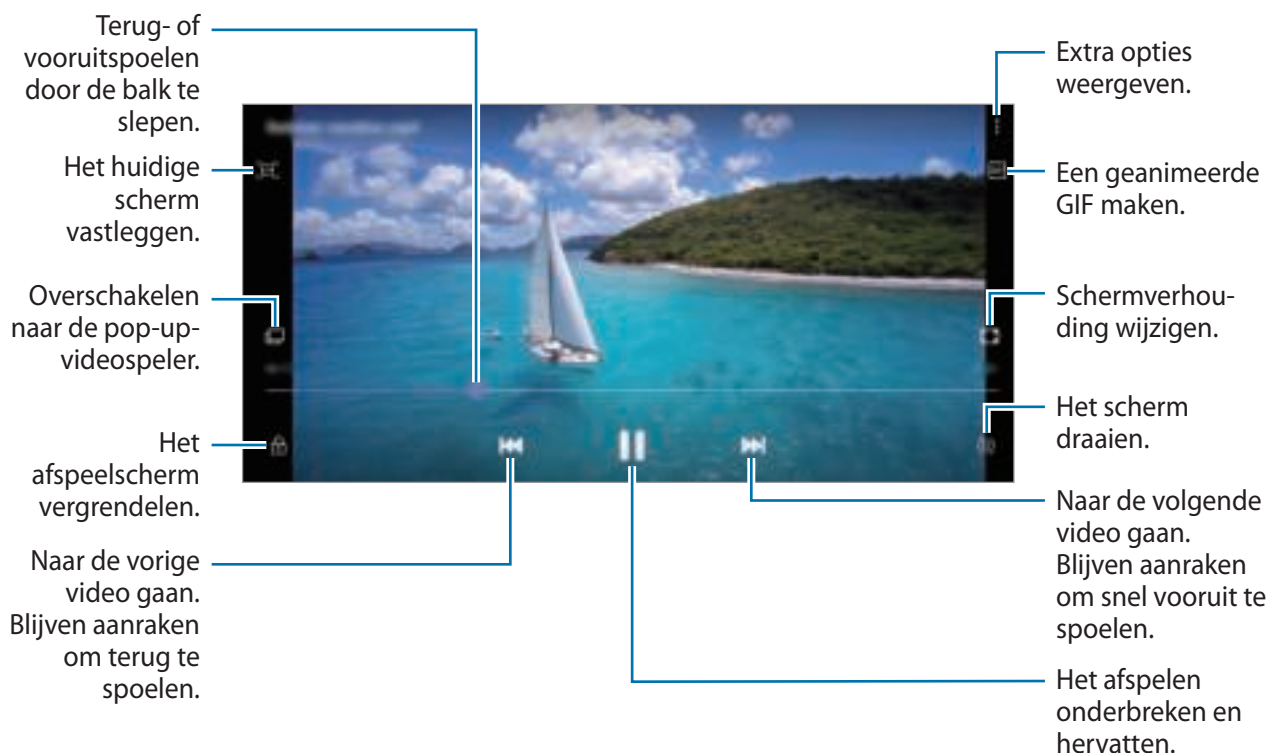 Terug- of
vooruitspoelen
door de balk te
slepen.
Het huidige
scherm
vastleggen.
Overschakelen
naar de pop-up-
videospeler.
Het
afspeelscherm
vergrendelen.
Naar de vorige
video gaan.
Blijven aanraken
om terug te
spoelen.
Extra opties
weergeven.
Een geanimeerde
GIF maken.
Schermverhou-
ding wijzigen.
Het scherm
draaien.
Naar de volgende
video gaan.
Blijven aanraken
om snel vooruit te
spoelen.
Het afspelen
onderbreken en
hervatten.